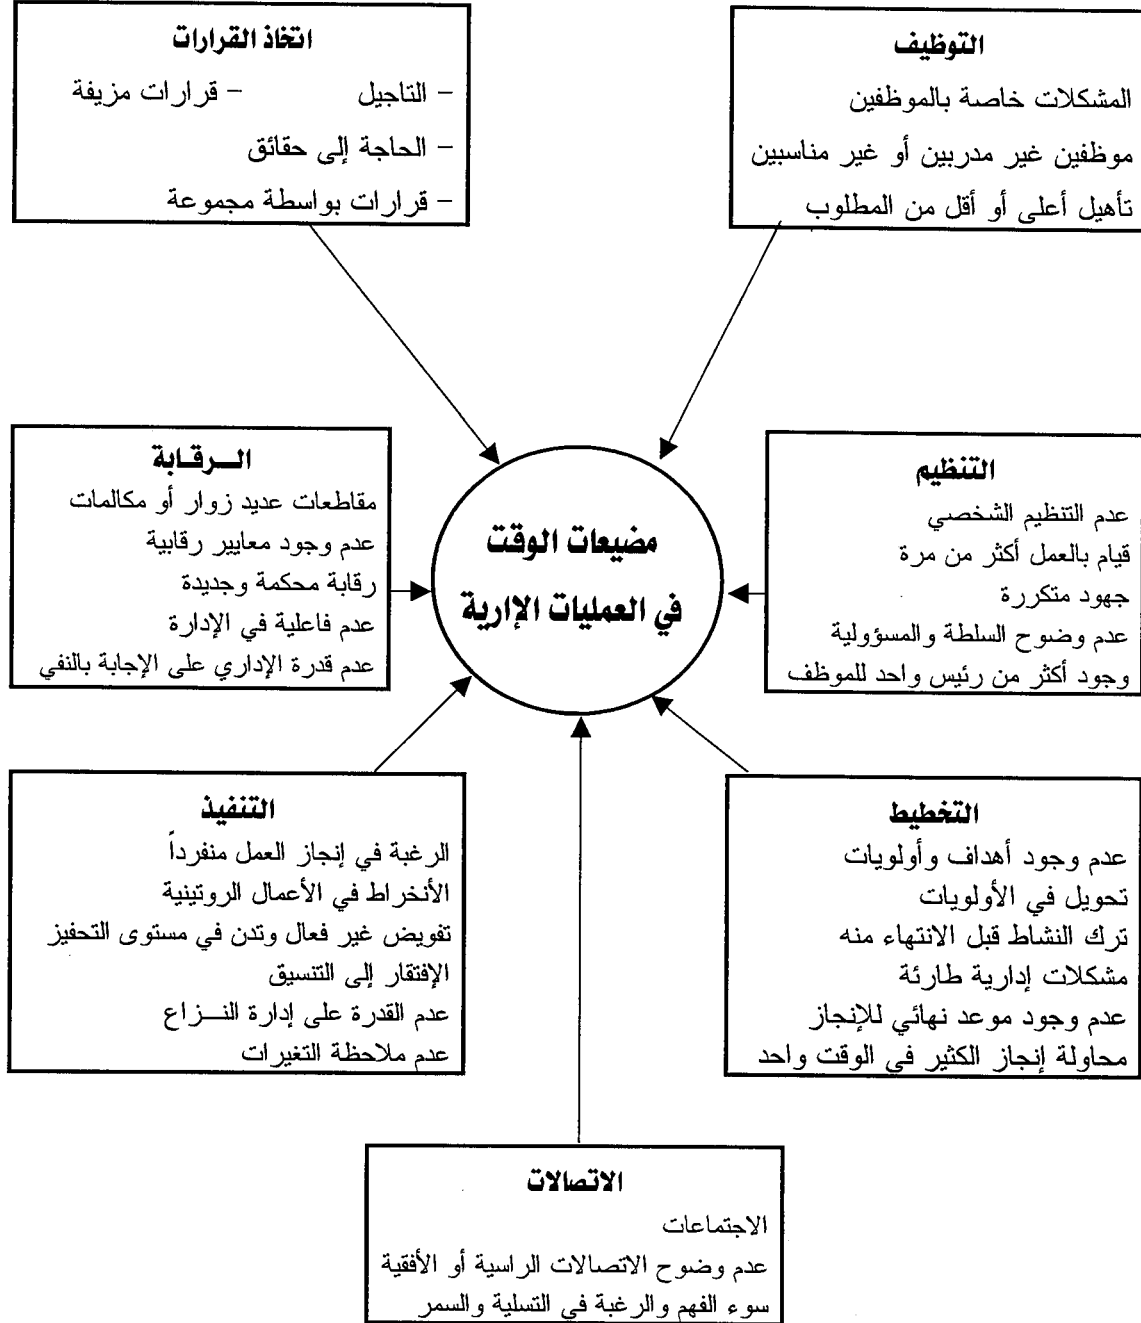 التوظيف
المشكلات خاصة بالموظفين
موظفين غير مدربين أو غير مناسبين
تأهيل أعلى أو أقل من المطلوب
اتخاذ القرارات
– التاجيل – قرارات مزيفة
– الحاجة إلى حقائق
– قرارات بواسطة مجموعة
التنظيم
عدم التنظيم الشخصي
قيام بالعمل أكثر من مرة
جهود متكررة
عدم وضوح السلطة والمسؤولية
وجود أكثر من رئيس واحد للموظف
مضيعات الوقت
في العمليات الإارية
الــرقــابة
مقاطعات عديد زوار أو مكالمات
عدم وجود معايير رقابية
رقابة محكمة وجديدة
عدم فاعلية في الإدارة
عدم قدرة الإداري على الإجابة بالنفي
التخطيط
عدم وجود أهداف وأولويات
تحويل في الأولويات
ترك النشاط قبل الانتهاء منه
مشكلات إدارية طارئة
عدم وجود موعد نهائي للإنجاز
محاولة إنجاز الكثير في الوقت واحد
التنفيذ
الرغبة في إنجاز العمل منفرداً
الأنخراط في الأعمال الروتينية
تفويض غير فعال وتدن في مستوى التحفيز
الإفتقار إلى التنسيق
عدم القدرة على إدارة النــزاع
عدم ملاحظة التغيرات
الاتصالات
الاجتماعات
عدم وضوح الاتصالات الراسية أو الأفقية
سوء الفهم والرغبة في التسلية والسمر